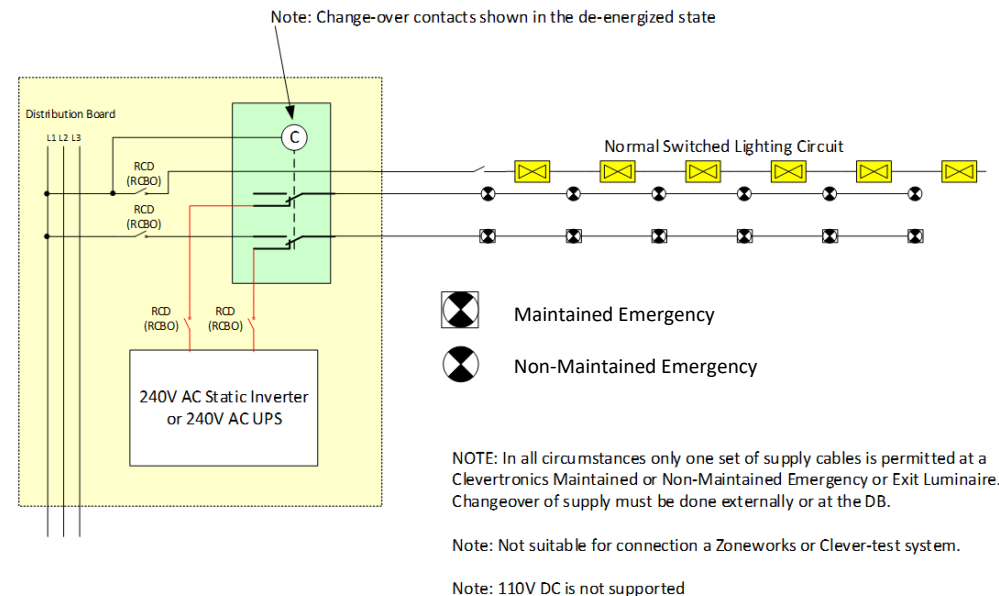 Note: Change-over contacts shown in the de-energized state
Distribution Board
L1 L2 L3
C
RCD
(RCBO)
RCD
(RCBO)
Normal Switched Lighting Circuit
RCD
(RCBO)
RCD
(RCBO)
240V AC Static Inverter
or 240V AC UPS
Maintained Emergency
Non-Maintained Emergency
NOTE: In all circumstances only one set of supply cables is permitted at a
Clevertronics Maintained or Non-Maintained Emergency or Exit Luminaire.
Changeover of supply must be done externally or at the DB.
Note: Not suitable for connection a Zoneworks or Clever-test system.
Note: 110V DC is not supported